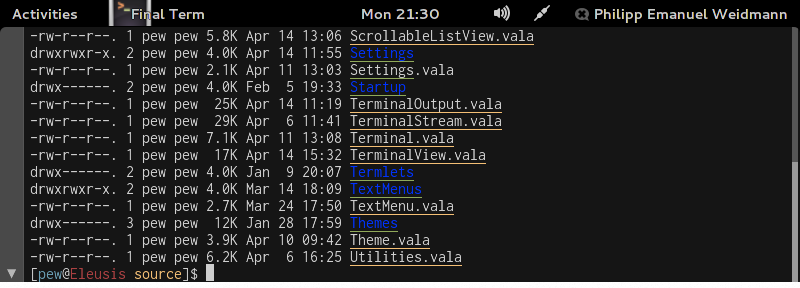 Activities Final Term Mon 21:30 Philipp Emanuel Weidmann
-rw-r--r--. 1 pew pew 5.8K Apr 14 13:06 ScrollableListView.vala
drwxrwxr-x. 2 pew pew 4.0K Apr 14 11:55 Settings
-rw-r--r--. 1 pew pew 2.1K Apr 11 13:03 Settings.vala
drwx------. 2 pew pew 4.0K Feb  5 19:33 Startup
-rw-r--r--. 1 pew pew  25K Apr 14 11:19 TerminalOutput.vala
-rw-r--r--. 1 pew pew  29K Apr  6 11:41 TerminalStream.vala
-rw-r--r--. 1 pew pew 7.1K Apr 11 13:08 Terminal.vala
-rw-r--r--. 1 pew pew  17K Apr 14 15:32 TerminalView.vala
drwx------. 2 pew pew 4.0K Jan  9 20:07 Termlets
drwxrwxr-x. 2 pew pew 4.0K Mar 14 18:09 TextMenus
-rw-r--r--. 1 pew pew 2.7K Mar 24 17:50 TextMenu.vala
drwx------. 3 pew pew  12K Jan 28 17:59 Themes
-rw-r--r--. 1 pew pew 3.9K Apr 10 09:42 Theme.vala
-rw-r--r--. 1 pew pew 6.2K Apr  6 16:25 Utilities.vala
[pew@Eleusis source]$